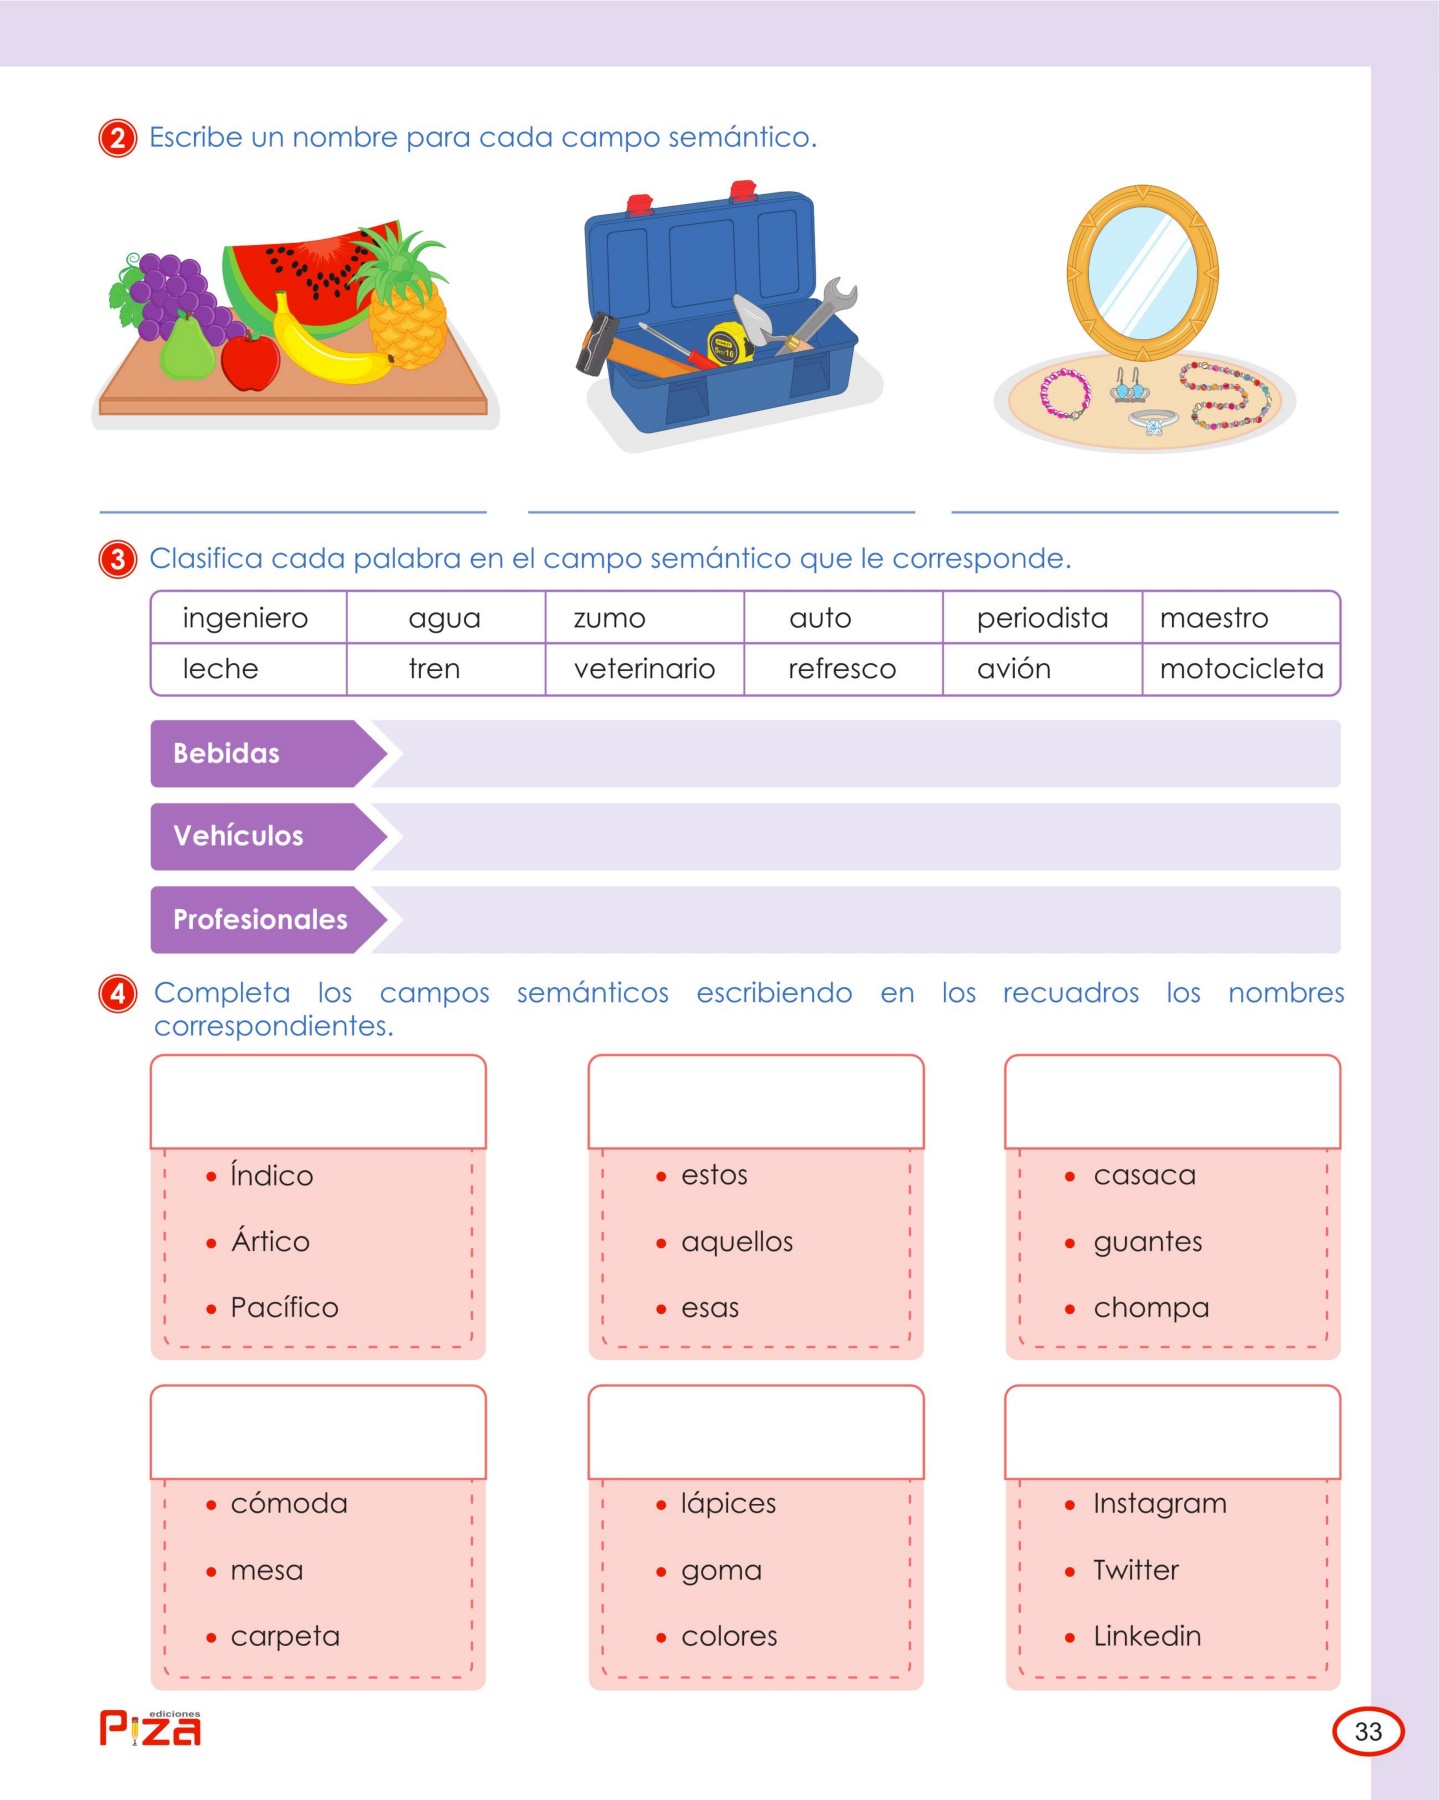 2 Escribe un nombre para cada campo semántico.
3 Clasifica cada palabra en el campo semántico que le corresponde.
ingeniero agua zumo auto periodista maestro
leche tren veterinario refresco avión motocicleta
Bebidas
Vehículos
Profesionales
4 Completa los campos semánticos escribiendo en los recuadros los nombres
correspondientes.
• Índico
• Ártico
• Pacífico
• estos
• aquellos
• esas
• casaca
• guantes
• chompa
• cómoda
• mesa
• carpeta
• lápices
• goma
• colores
• Instagram
• Twitter
• Linkedin
ediciones
Piza
33